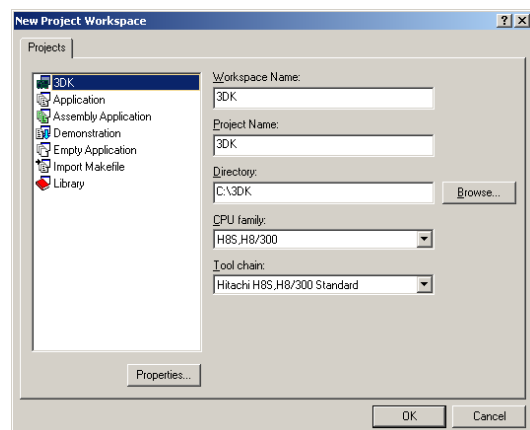 New Project Workspace
Projects
3DK
Application
Assembly Application
Demonstration
Empty Application
Import Makefile
Library
Properties...
Workspace Name:
3DK
Project Name:
3DK
Directory:
C:\3DK
Browse...
CPU family:
H8S,H8/300
Tool chain:
Hitachi H8S,H8/300 Standard
OK
Cancel